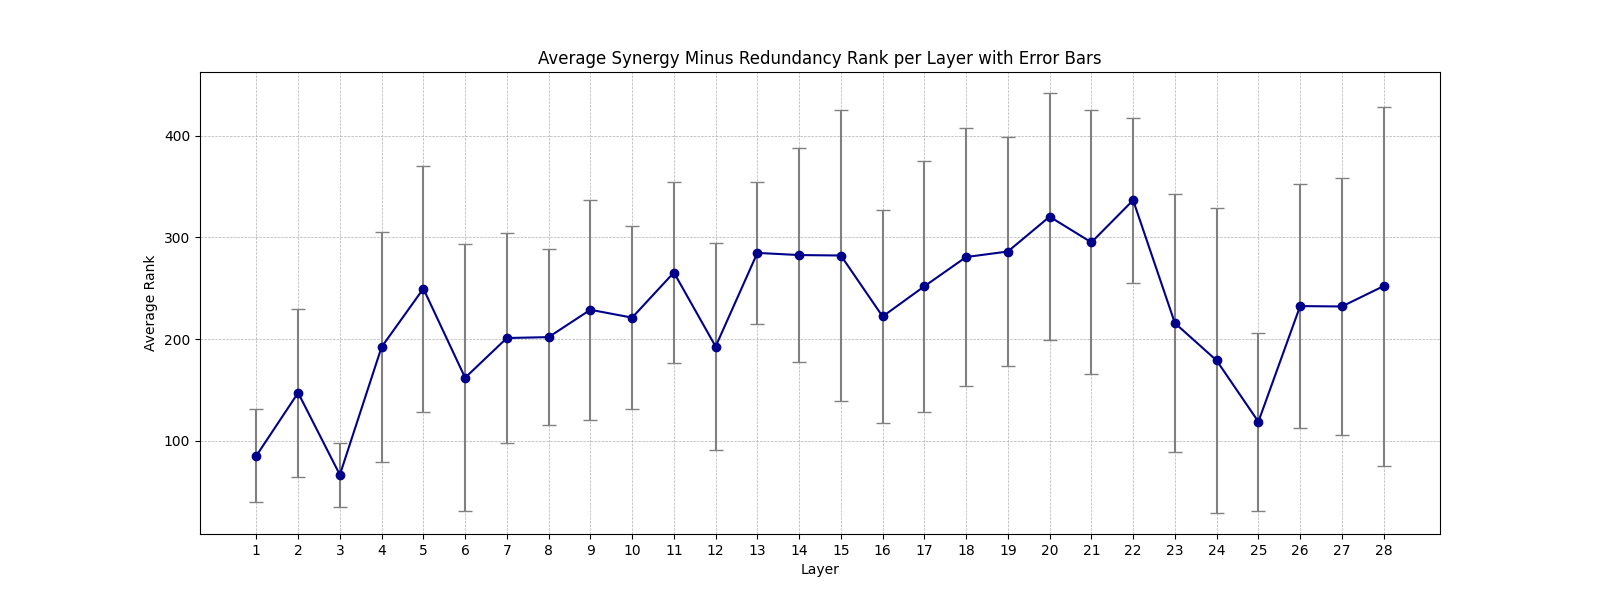 Average Synergy Minus Redundancy Rank per Layer with Error Bars
Average Rank
400
300
200
100
1 2 3 4 5 6 7 8 9 10 11 12 13 14 15 16 17 18 19 20 21 22 23 24 25 26 27 28
Layer